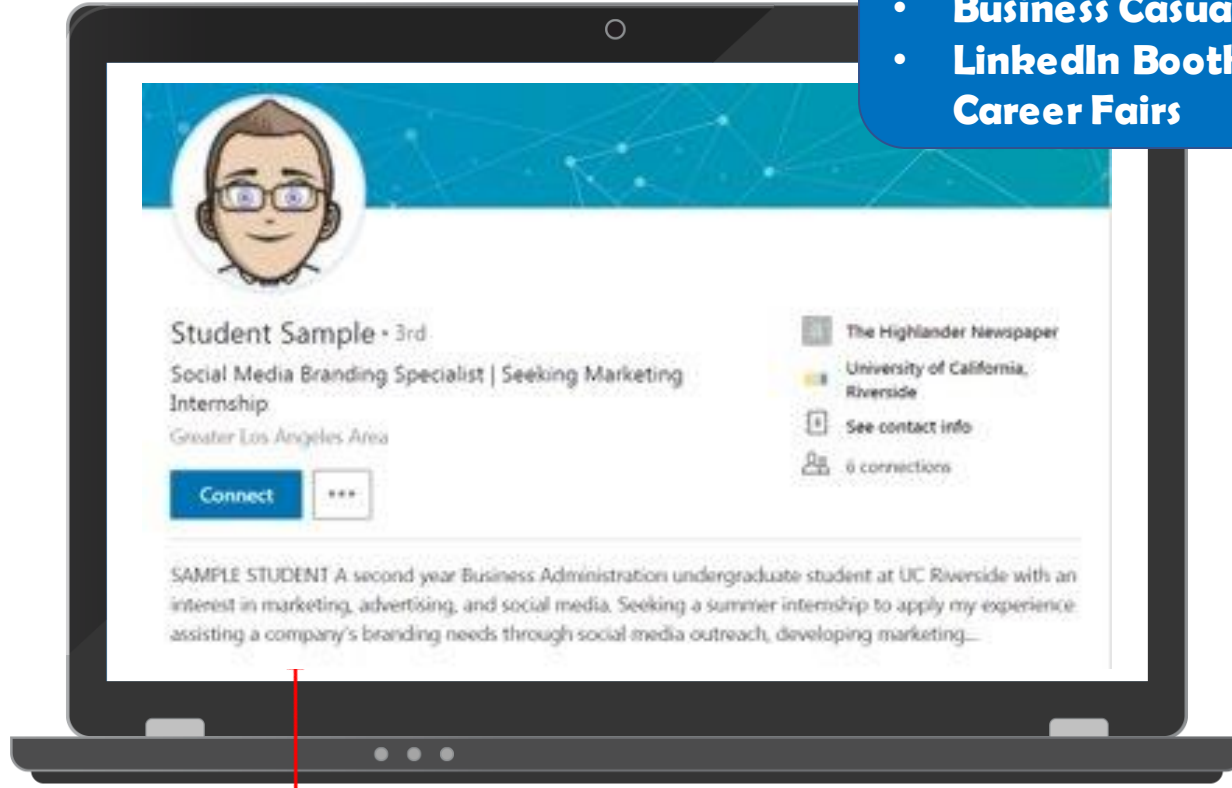 Business Casua
LinkedIn Booth
Career Fairs
Student Sample • 3rd
Social Media Branding Specialist | Seeking Marketing
Internship
Greater Los Angeles Area
Connect
The Highlander Newspaper
University of California,
Riverside
See contact info
6 connections
SAMPLE STUDENT A second year Business Administration undergraduate student at UC Riverside with an
interest in marketing, advertising, and social media. Seeking a summer internship to apply my experience
assisting a company's branding needs through social media outreach, developing marketing...